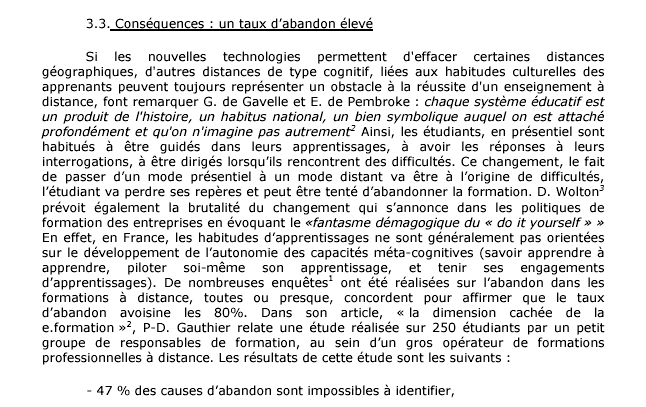 3.3. Conséquences : un taux d'abandon élevé
Si les nouvelles technologies permettent d'effacer certaines distances
géographiques, d'autres distances de type cognitif, liées aux habitudes culturelles des
apprenants peuvent toujours représenter un obstacle à la réussite d'un enseignement à
distance, font remarquer G. de Gavelle et E. de Pembroke : chaque système éducatif est
un produit de l'histoire, un habitus national, un bien symbolique auquel on est attaché
profondément et qu'on n'imagine pas autrement² Ainsi, les étudiants, en présentiel sont
habitués à être guidés dans leurs apprentissages, à avoir les réponses à leurs
interrogations, à être dirigés lorsqu'ils rencontrent des difficultés. Ce changement, le fait
de passer d'un mode présentiel à un mode distant va être à l'origine de difficultés,
l'étudiant va perdre ses repères et peut être tenté d'abandonner la formation. D. Wolton³
prévoit également la brutalité du changement qui s'annonce dans les politiques de
formation des entreprises en évoquant le «fantasme démagogique du « do it yourself » »
En effet, en France, les habitudes d'apprentissages ne sont généralement pas orientées
sur le développement de l'autonomie des capacités méta-cognitives (savoir apprendre à
apprendre, piloter soi-même son apprentissage, et tenir ses engagements
d'apprentissages). De nombreuses enquêtes¹ ont été réalisées sur l'abandon dans les
formations à distance, toutes ou presque, concordent pour affirmer que le taux
d'abandon avoisine les 80%. Dans son article, « la dimension cachée de la
e.formation »², P-D. Gauthier relate une étude réalisée sur 250 étudiants par un petit
groupe de responsables de formation, au sein d'un gros opérateur de formations
professionnelles à distance. Les résultats de cette étude sont les suivants :
- 47 % des causes d'abandon sont impossibles à identifier,